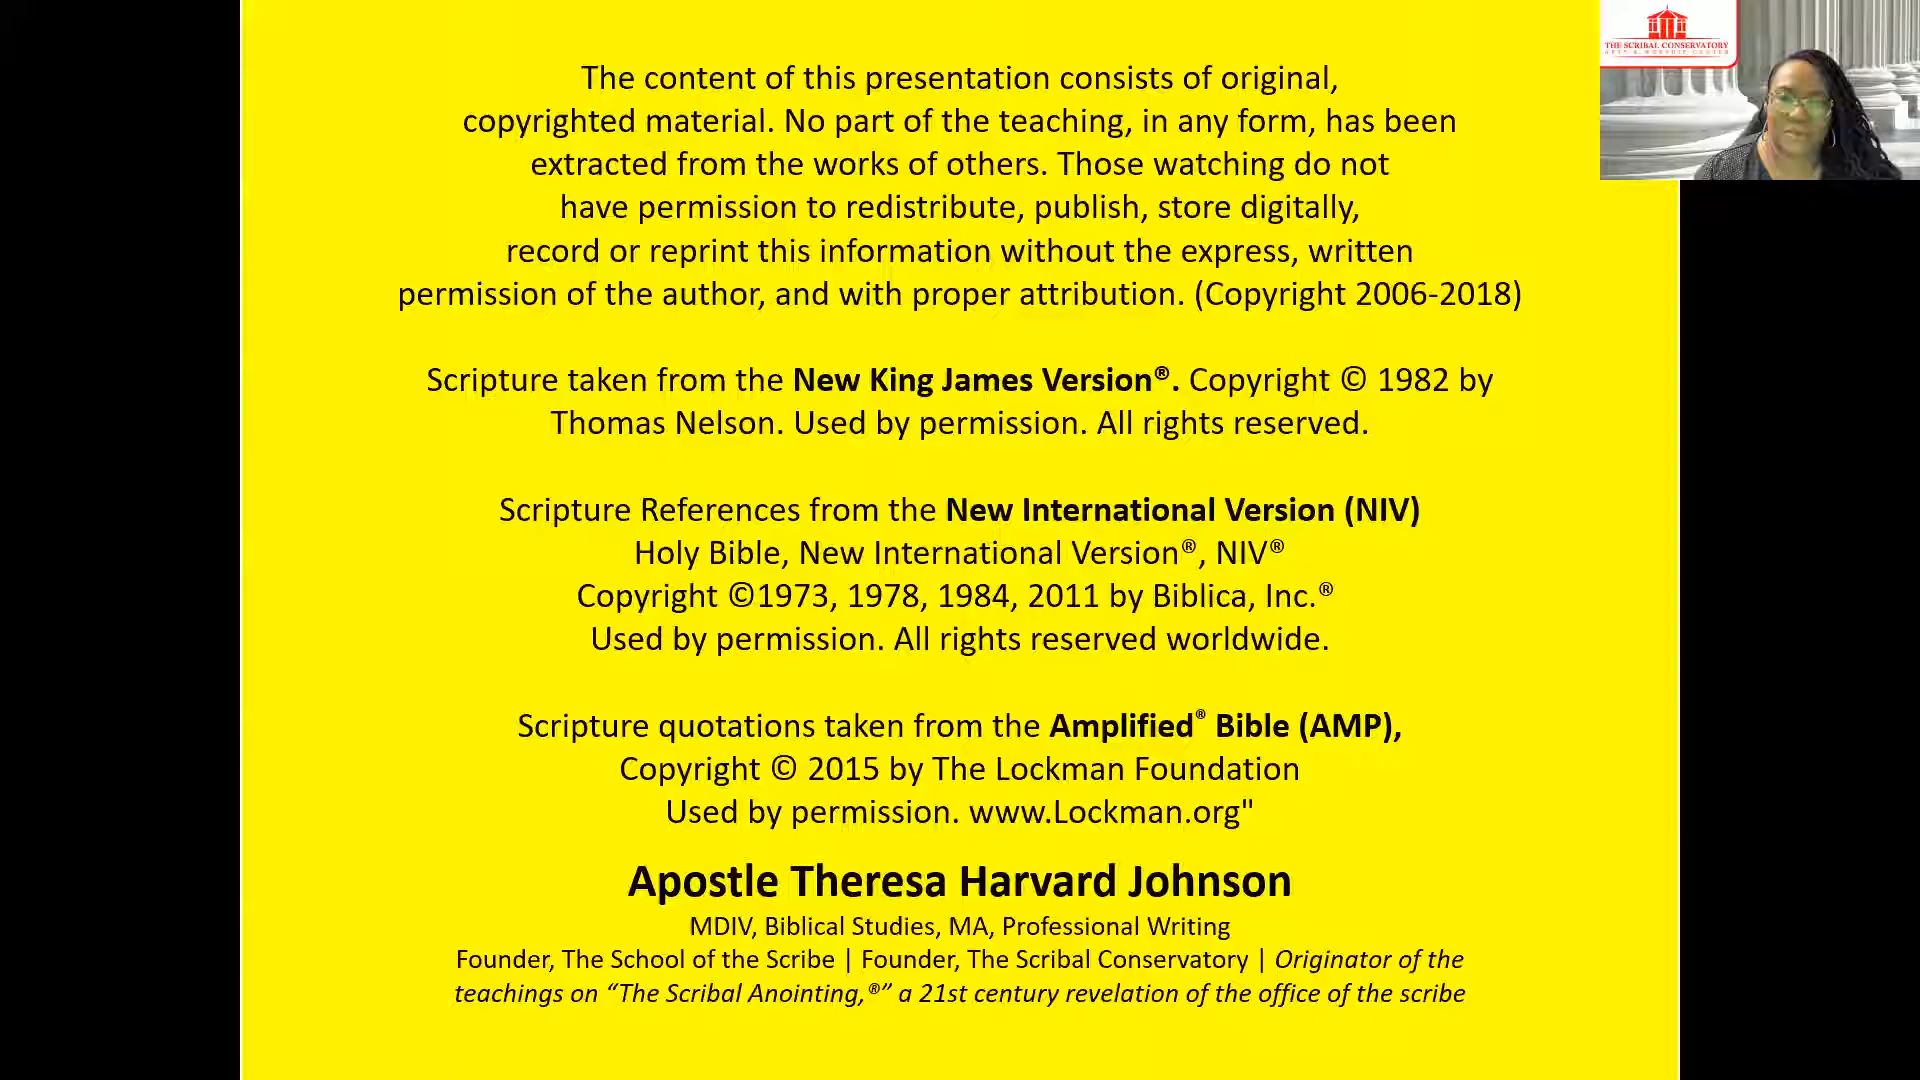 THE SCRIBAL CONSERVATORY
ARTS & WORSHIP CENTER
The content of this presentation consists of original,
copyrighted material. No part of the teaching, in any form, has been
extracted from the works of others. Those watching do not
have permission to redistribute, publish, store digitally,
record or reprint this information without the express, written
permission of the author, and with proper attribution. (Copyright 2006-2018)
Scripture taken from the New King James Version®. Copyright © 1982 by
Thomas Nelson. Used by permission. All rights reserved.
Scripture References from the New International Version (NIV)
Holy Bible, New International Version®, NIV®
Copyright ©1973, 1978, 1984, 2011 by Biblica, Inc.®
Used by permission. All rights reserved worldwide.
Scripture quotations taken from the Amplified® Bible (AMP),
Copyright © 2015 by The Lockman Foundation
Used by permission. www.Lockman.org"
Apostle Theresa Harvard Johnson
MDIV, Biblical Studies, MA, Professional Writing
Founder, The School of the Scribe | Founder, The Scribal Conservatory | Originator of the
teachings on “The Scribal Anointing,®” a 21st century revelation of the office of the scribe